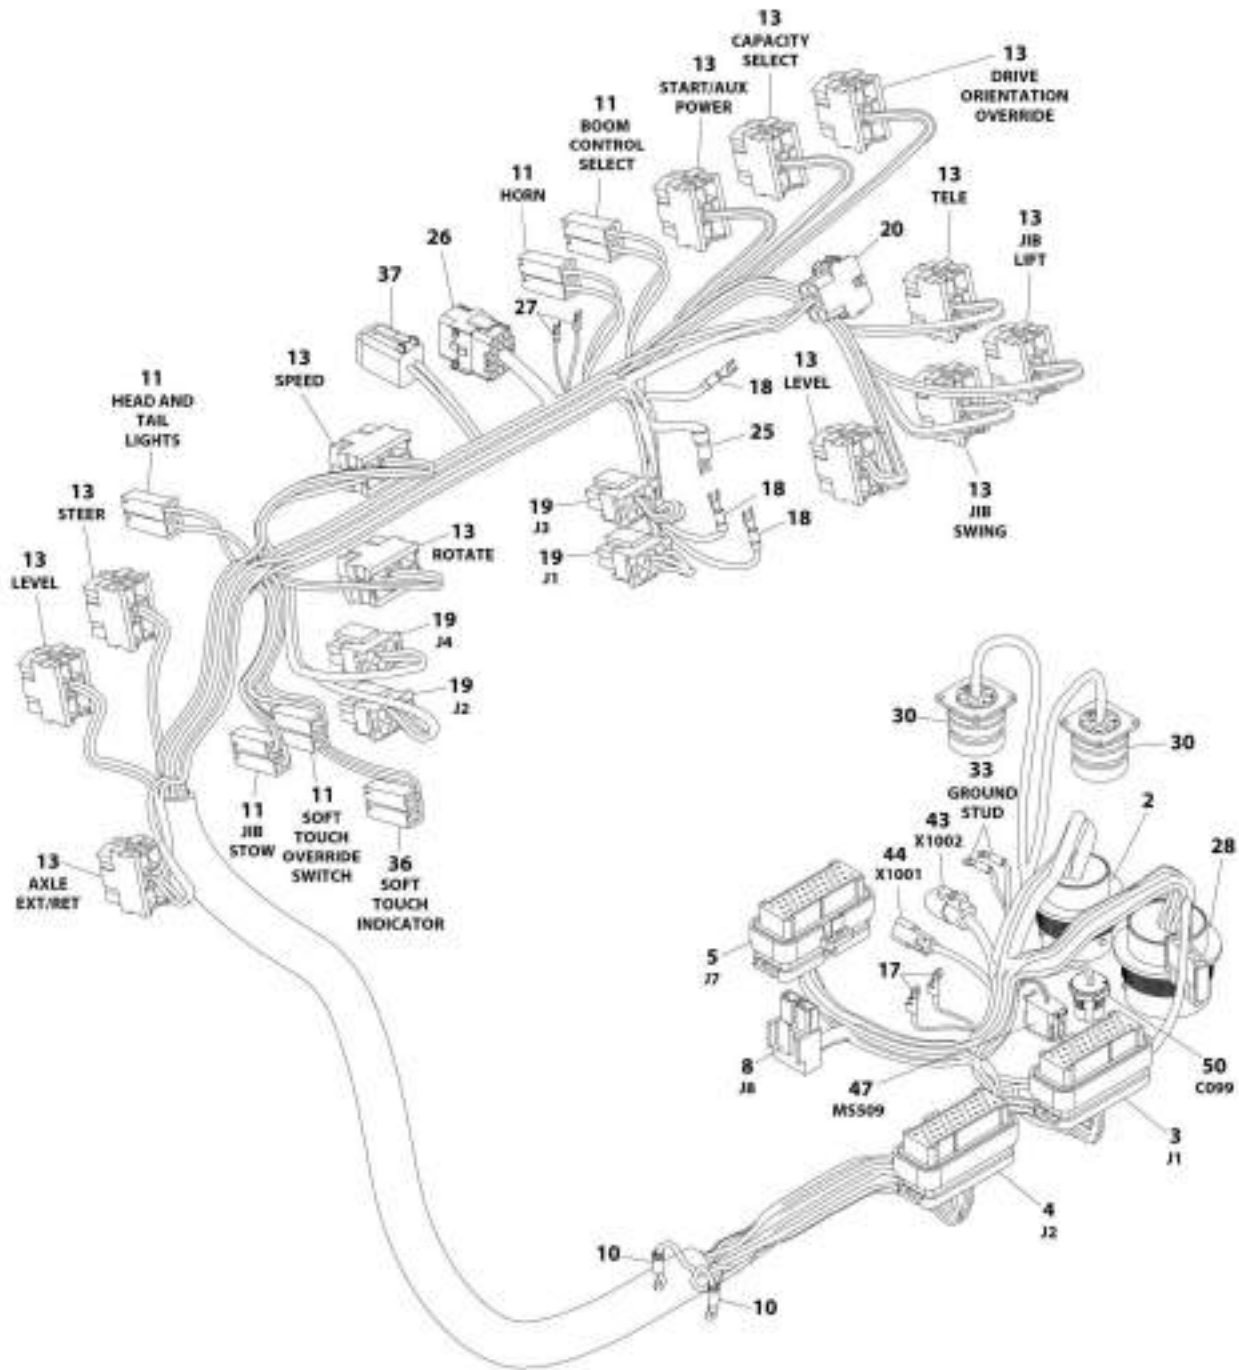 13
CAPACITY
SELECT
13
DRIVE
ORIENTATION
OVERRIDE
13
START/AUX
POWER
11
BOOM
CONTROL
SELECT
11
HORN
13
TELE
13
JIB
LIFT
20
26
37
27
13
SPEED
11
HEAD AND
TAIL
LIGHTS
13
LEVEL
18
25
18
18
19
J3
19
J1
13
JIB
SWING
13
STEER
13
ROTATE
13
LEVEL
19
J4
19
J2
30
30
33
GROUND
STUD
2
43
X1002
28
44
X1001
11
JIB
STOW
11
SOFT
TOUCH
OVERRIDE
SWITCH
36
SOFT
TOUCH
INDICATOR
13
AXLE
EXT/RET
5
J7
17
8
J8
47
MS509
50
C099
3
J1
4
J2
10
10